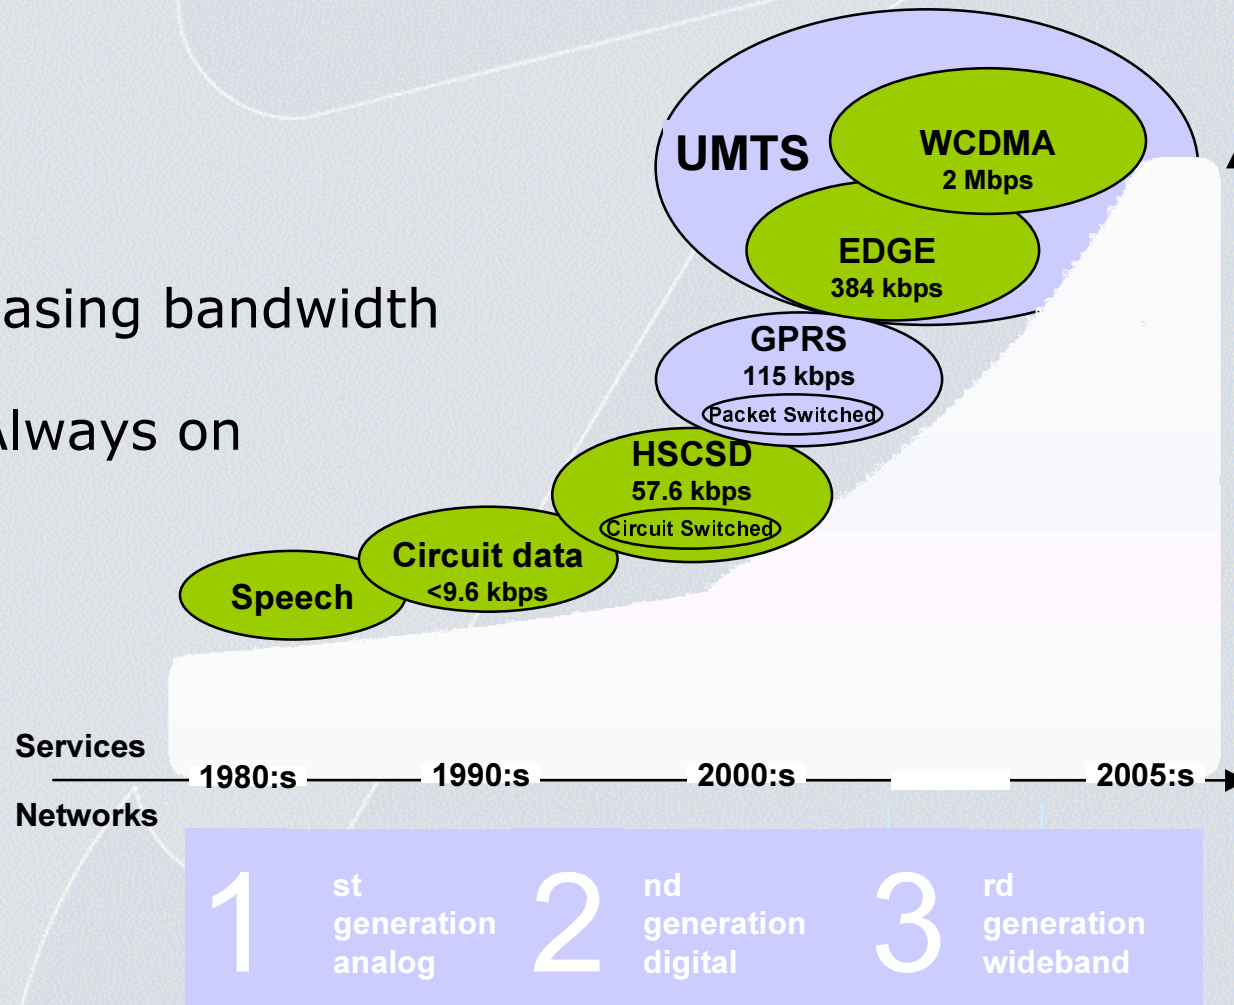 UMTS
WCDMA
2 Mbps
EDGE
384 kbps
asing bandwidth
GPRS
115 kbps
Packet Switched
Always on
HSCSD
57.6 kbps
Circuit Switched
Circuit data
<9.6 kbps
Speech
Services
1980:s
1990:s
2000:s
2005:s
Networks
1 st
generation
analog
2 nd
generation
digital
3 rd
generation
wideband